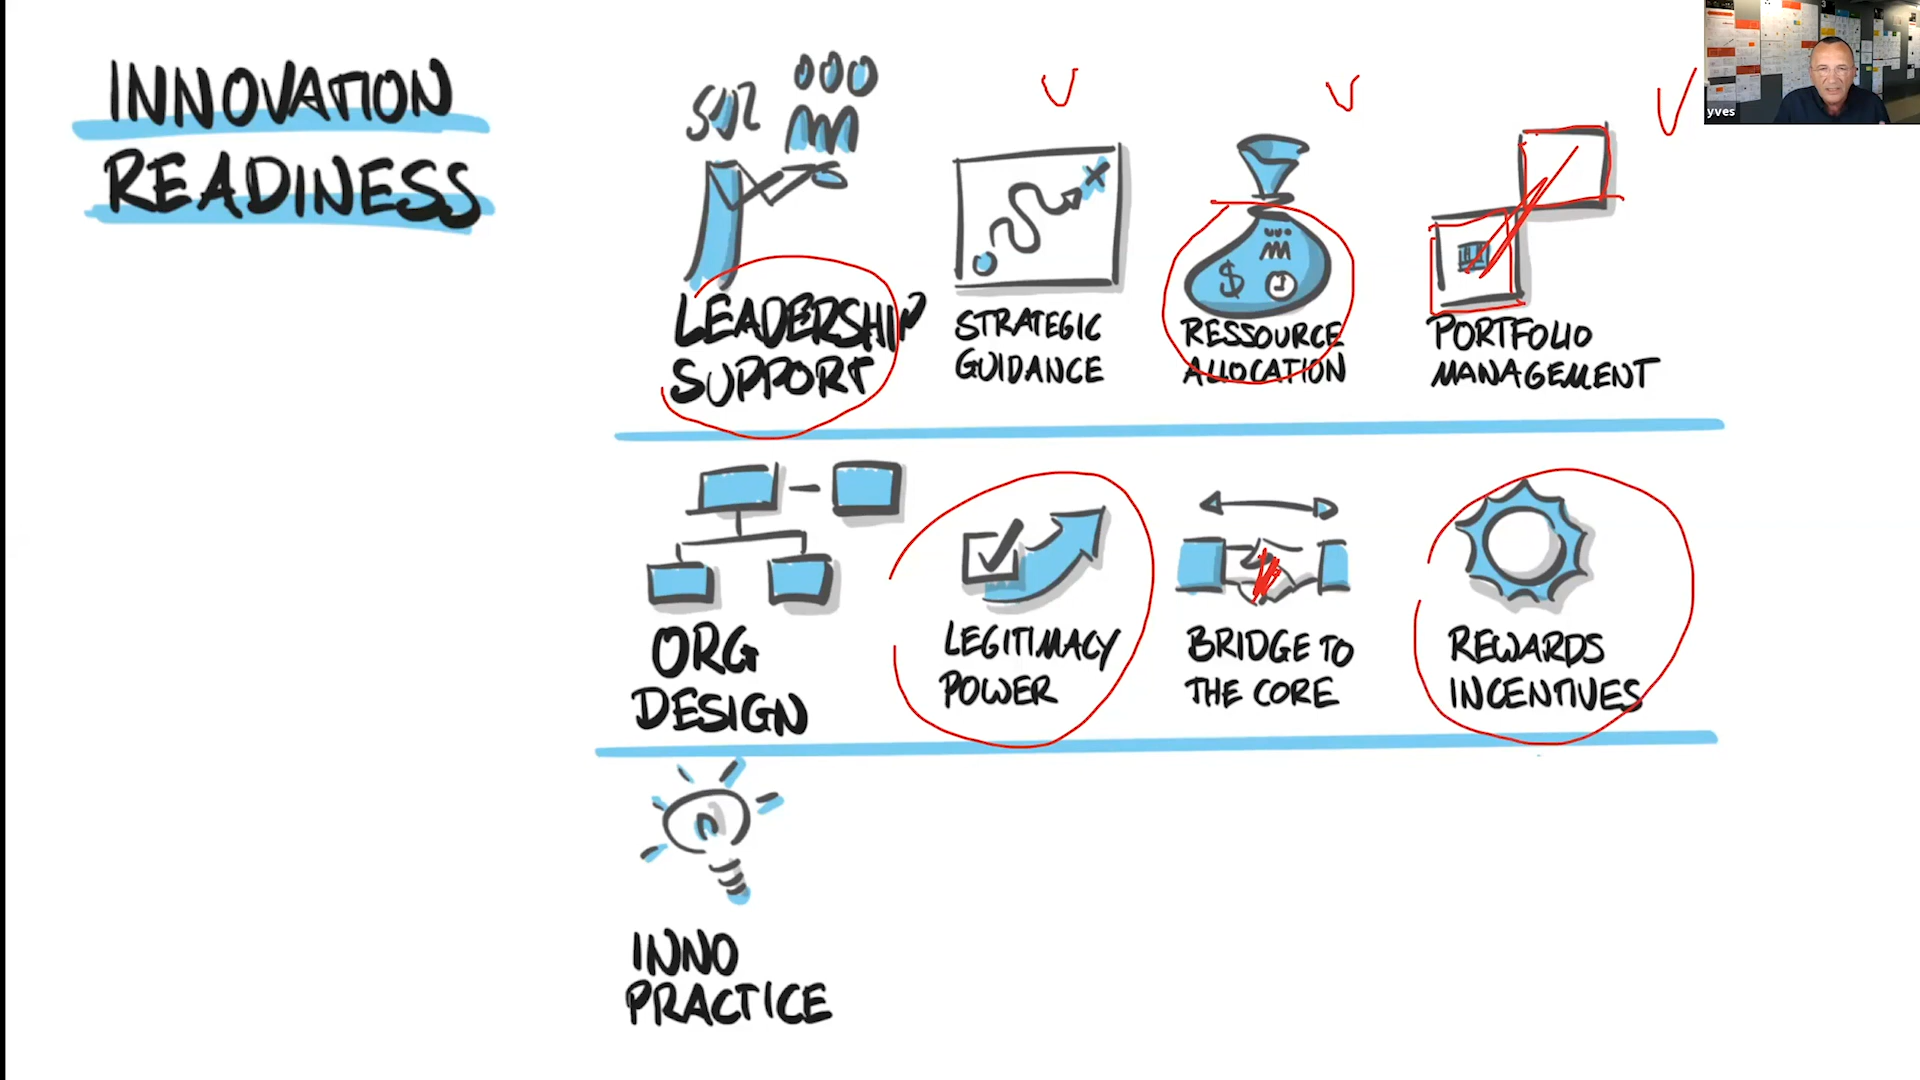 INNOVATION
READINESS
yves
LEADERSHIP
SUPPORT
STRATEGIC
GUIDANCE
$
RESSOURCE
ALLOCATION
PORTFOLIO
MANAGEMENT
ORG
DESIGN
LEGITIMACY
POWER
BRIDGE TO
THE CORE
REWARDS
INCENTIVES
INNO
PRACTICE